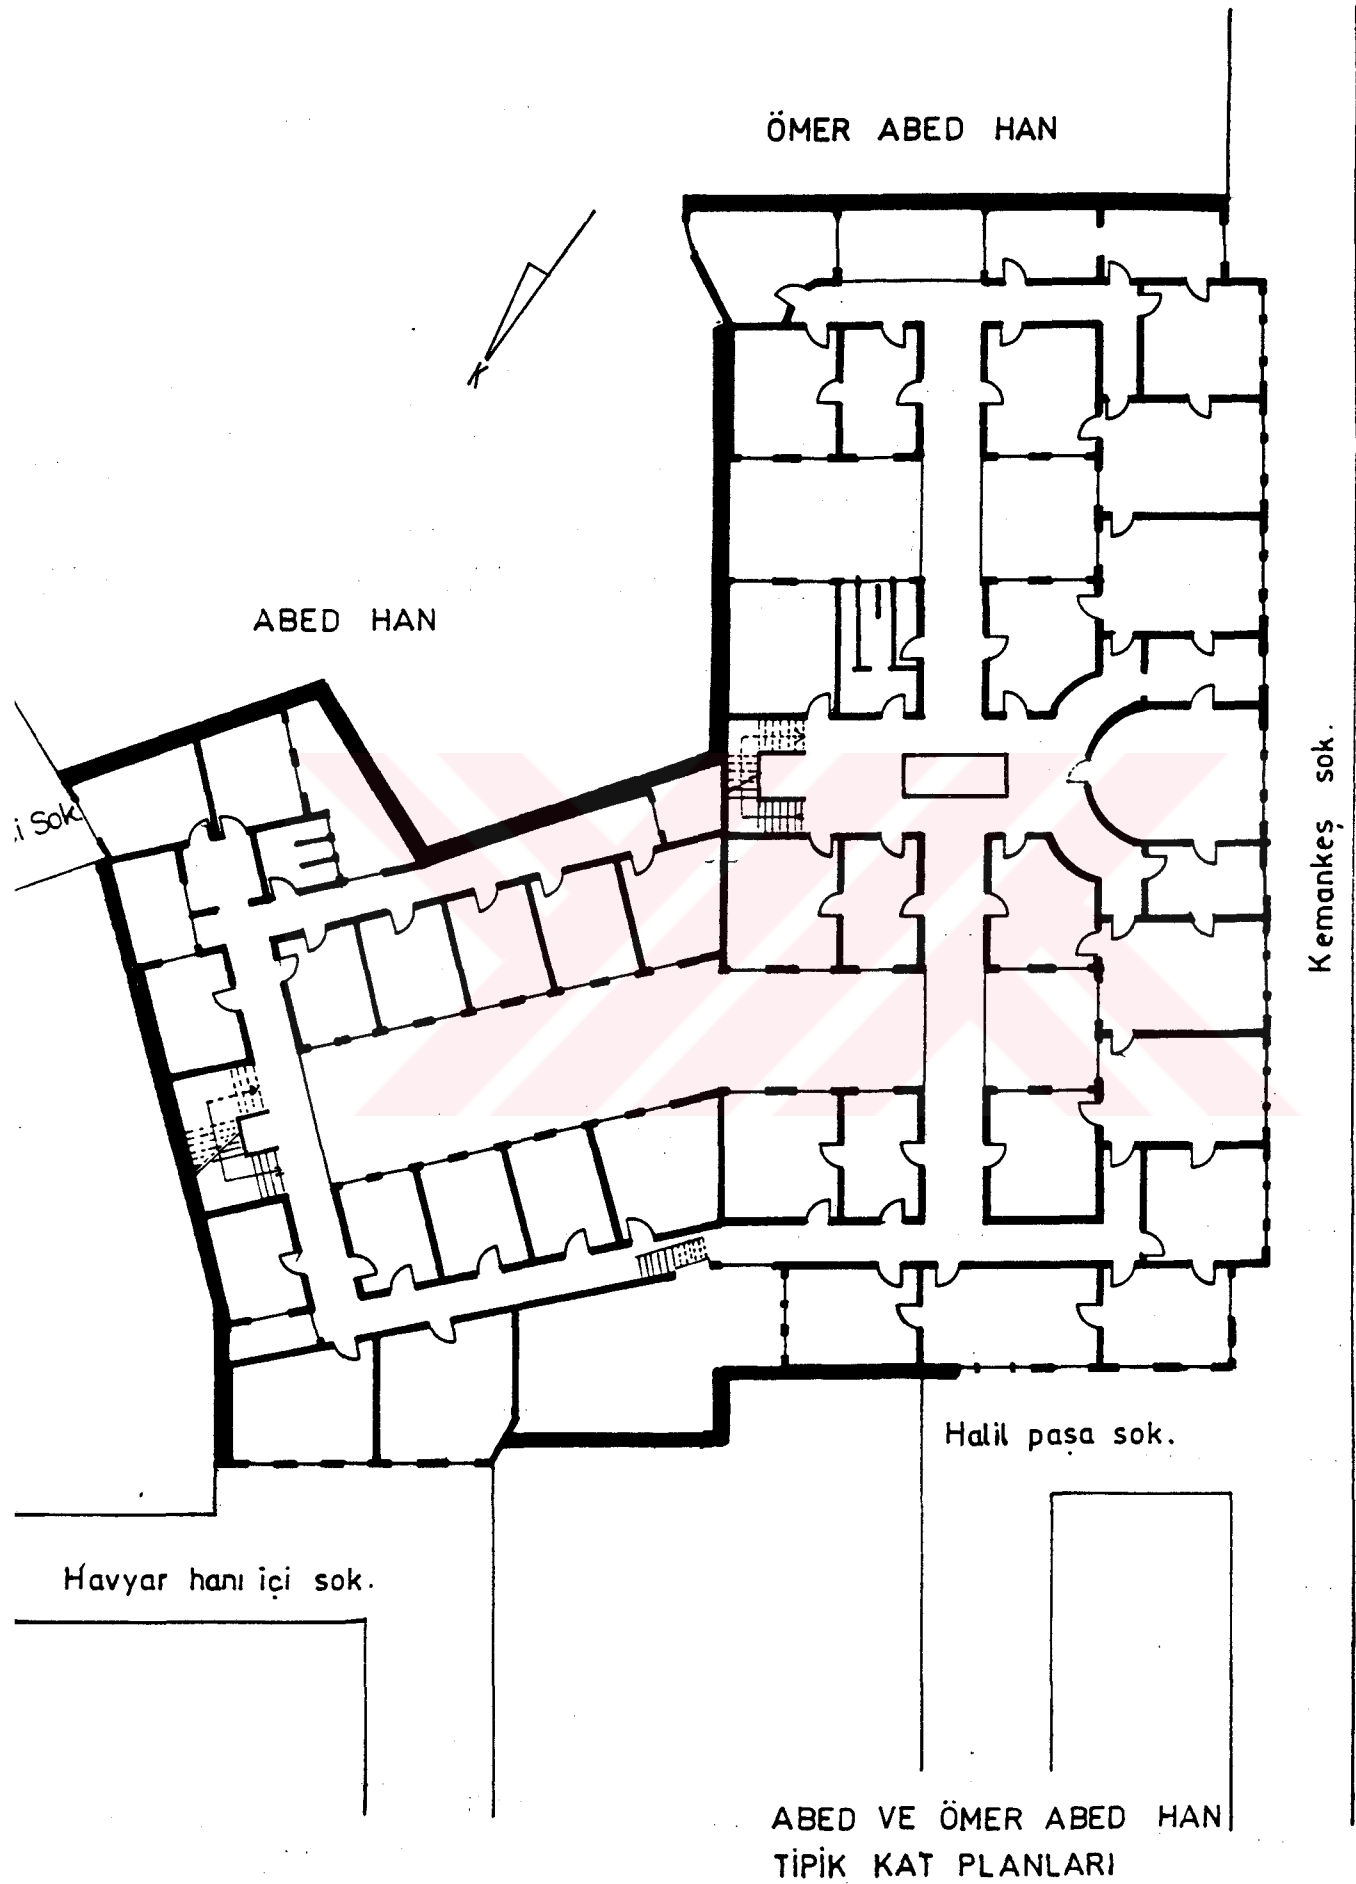 ÖMER ABED HAN
K
ABED HAN
i Sok.
Kemankeş sok.
Halil paşa sok.
Havyar hanı içi sok.
ABED VE ÖMER ABED HAN
TİPİK KAT PLANLARI